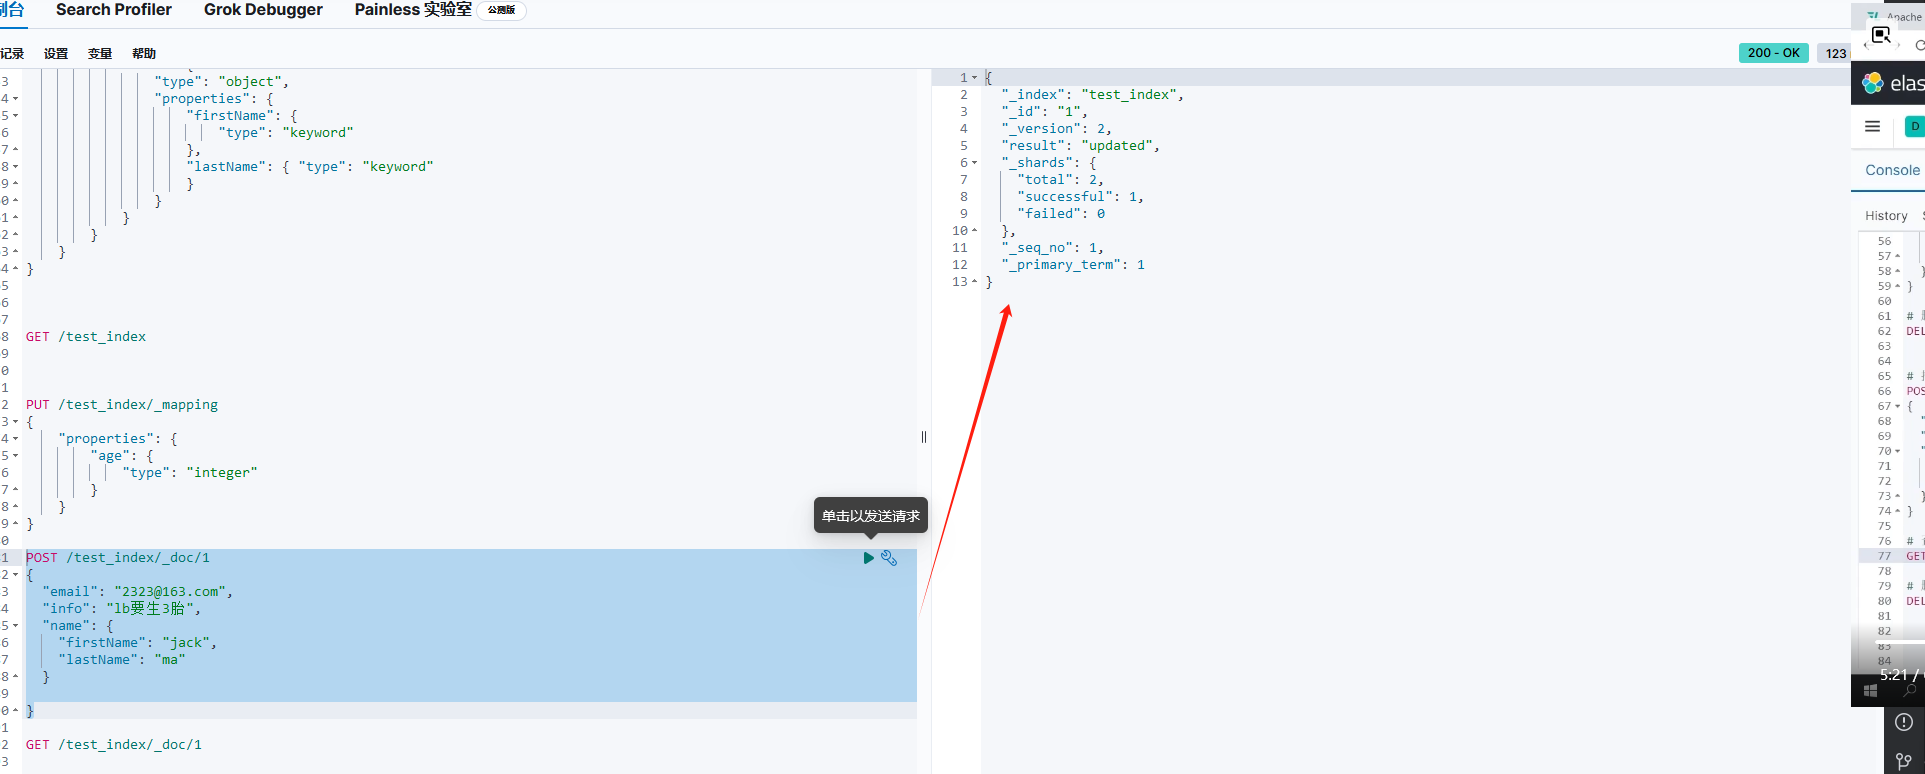 制台 Search Profiler Grok Debugger Painless 实验室 公测版
记录 设置 变量 帮助
200 - OK 123
3 "type": "object",
4 "properties": {
5 "firstName": {
6 "type": "keyword"
7 },
8 "lastName": { "type": "keyword"
9 }
0 }
1 }
2 }
3 }
4 }
5
6
7
8 GET /test_index
9
0
1
2 PUT /test_index/_mapping
3 {
4 "properties": {
5 "age": {
6 "type": "integer"
7 }
8 }
9 }
0
单击以发送请求
1 POST /test_index/_doc/1
2 {
3 "email": "2323@163.com",
4 "info": "lb要生3胎",
5 "name": {
6 "firstName": "jack",
7 "lastName": "ma"
8 }
9
0 }
1
2 GET /test_index/_doc/1
3
1 {
2 "_index": "test_index",
3 "_id": "1",
4 "_version": 2,
5 "result": "updated",
6 "_shards": {
7 "total": 2,
8 "successful": 1,
9 "failed": 0
10 },
11 "_seq_no": 1,
12 "_primary_term": 1
13 }
Apache
elas
D
Console
History
56
57
58 }
59 }
60
61 #
62 DEL
63
64
65 #
66 POS
67 {
68 "
69 "
70 "
71
72
73 }
74 }
75
76 #
77 GET
78
79 #
80 DEL
81
82
83
84
5:21 /